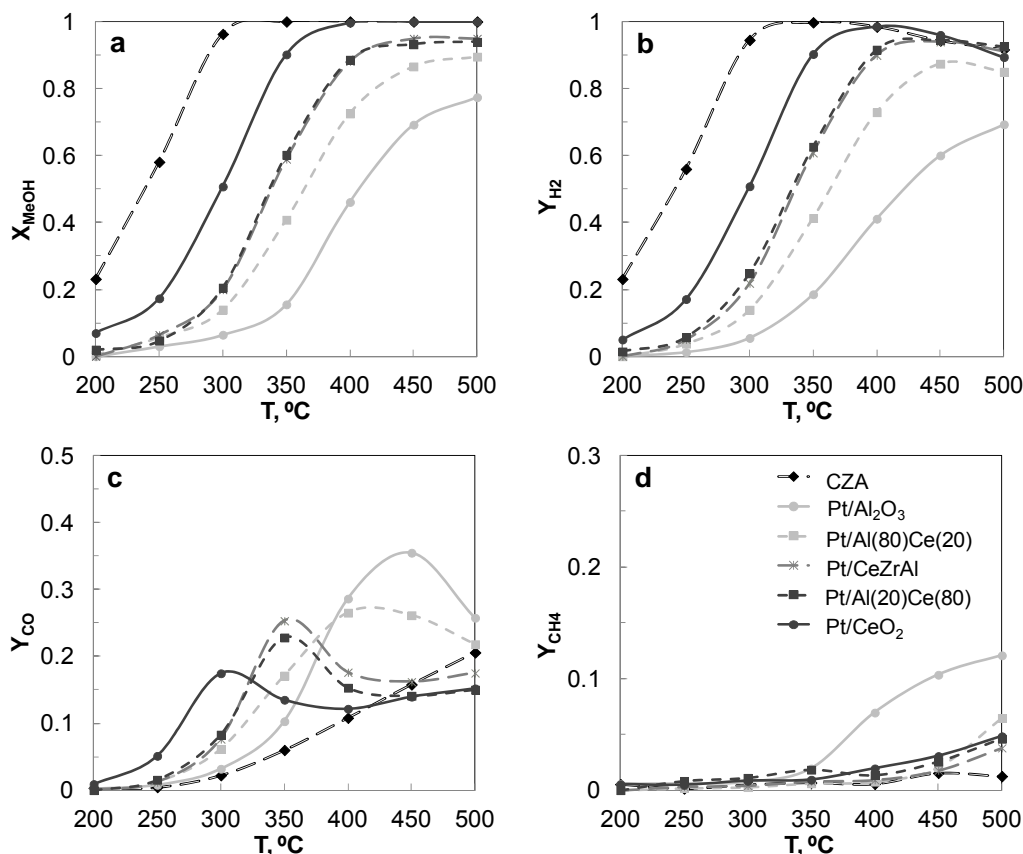 a
X_MeOH
1
0.8
0.6
0.4
0.2
0
200 250 300 350 400 450 500
T, ºC
b
Y_H2
1
0.8
0.6
0.4
0.2
0
200 250 300 350 400 450 500
T, ºC
c
Y_CO
0.5
0.4
0.3
0.2
0.1
0
200 250 300 350 400 450 500
T, ºC
d
Y_CH4
0.3
0.2
0.1
0
CZA
Pt/Al₂O₃
Pt/Al(80)Ce(20)
Pt/CeZrAl
Pt/Al(20)Ce(80)
Pt/CeO₂
200 250 300 350 400 450 500
T, ºC